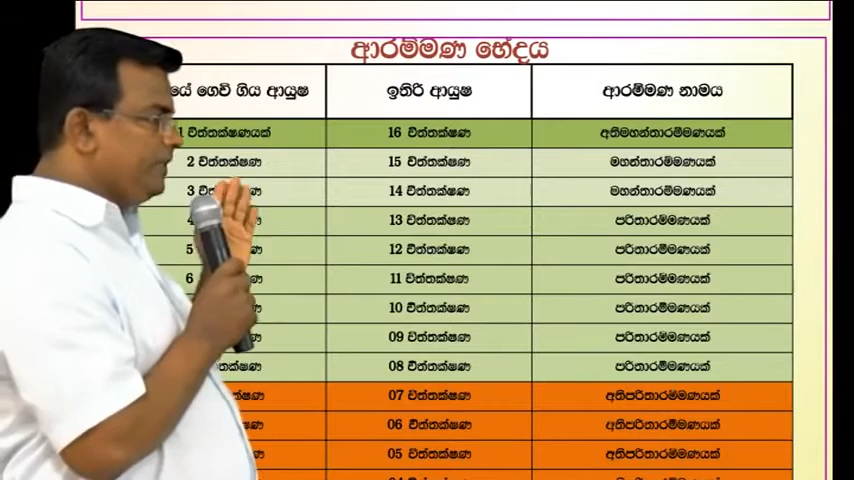 ආරම්මණ භේදය
ගෙවී ගිය ආයුෂ ඉතිරි ආයුෂ ආරම්මණ නාමය
1 චිත්තක්ෂණයක් 16 චිත්තක්ෂණ අතිමහන්තාරම්මණයක්
2 චිත්තක්ෂණ 15 චිත්තක්ෂණ මහන්තාරම්මණයක්
3 14 චිත්තක්ෂණ මහන්තාරම්මණයක්
13 චිත්තක්ෂණ පරිත්තාරම්මණයක්
5 12 චිත්තක්ෂණ පරිත්තාරම්මණයක්
6 11 චිත්තක්ෂණ පරිත්තාරම්මණයක්
10 චිත්තක්ෂණ පරිත්තාරම්මණයක්
09 චිත්තක්ෂණ පරිත්තාරම්මණයක්
08 චිත්තක්ෂණ පරිත්තාරම්මණයක්
07 චිත්තක්ෂණ අතිපරිත්තාරම්මණයක්
06 චිත්තක්ෂණ අතිපරිත්තාරම්මණයක්
05 චිත්තක්ෂණ අතිපරිත්තාරම්මණයක්